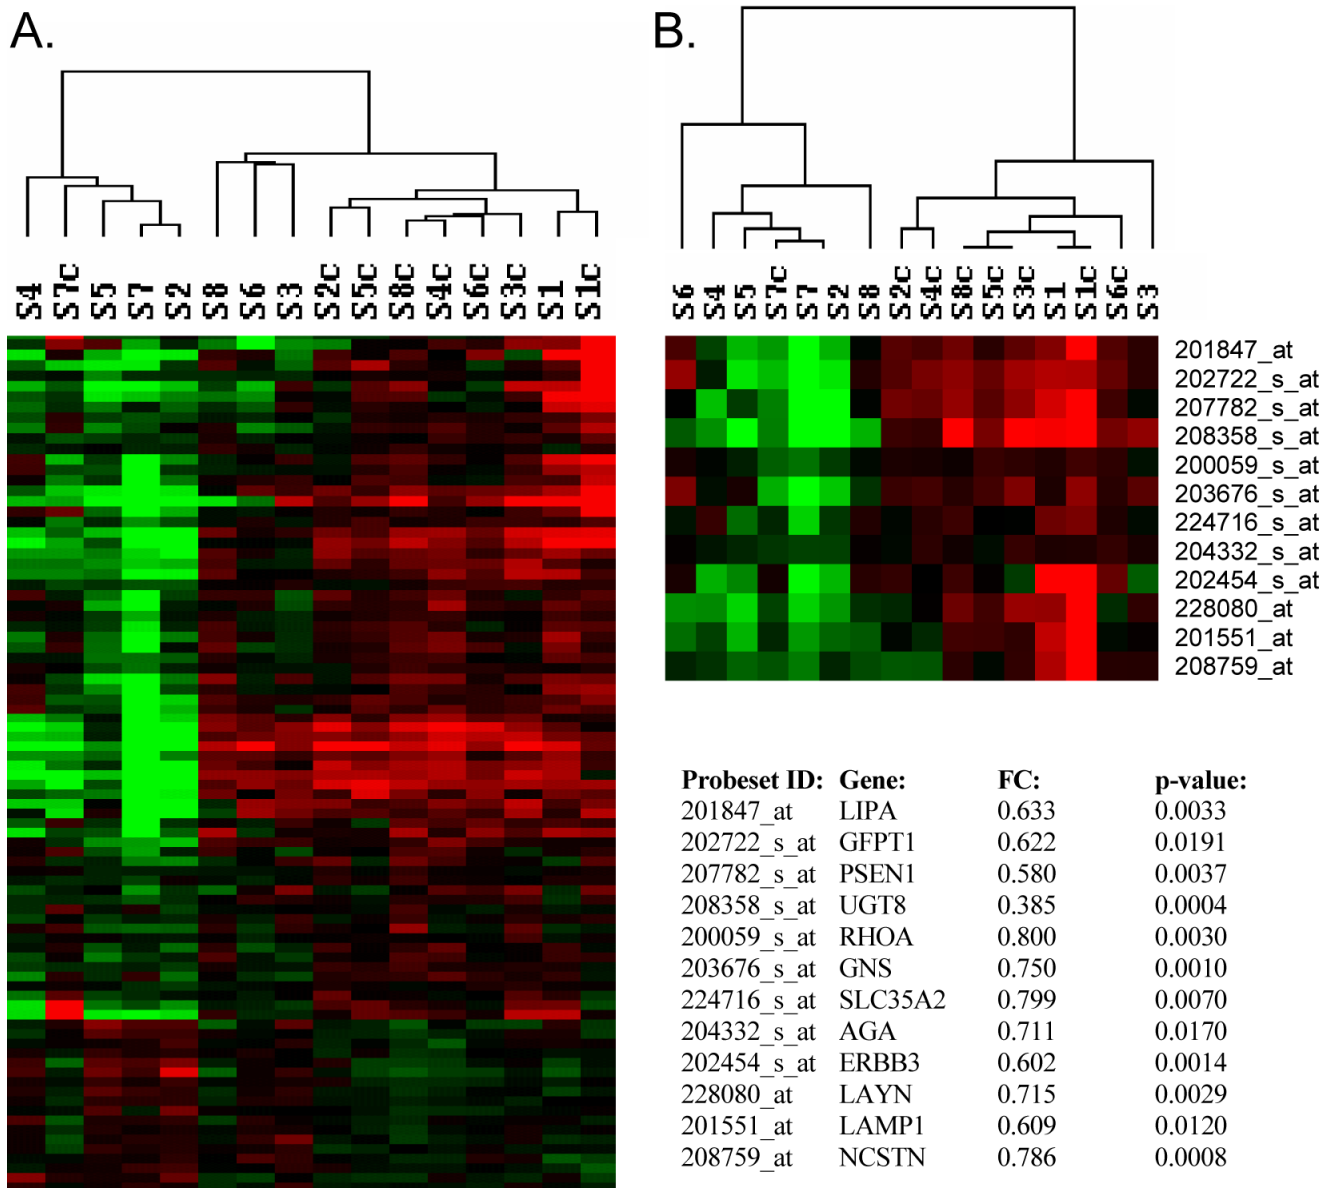 A.
S4 S7c S5 S7 S2 S8 S6 S3 S2c S5c S8c S4c S6c S3c S1 S1c
B.
S6 S4 S5 S7c S7 S2 S8 S2c S4c S8c S5c S3c S1 S1c S6c S3
201847_at
202722_s_at
207782_s_at
208358_s_at
200059_s_at
203676_s_at
224716_s_at
204332_s_at
202454_s_at
228080_at
201551_at
208759_at
Probeset ID: Gene: FC: p-value:
201847_at LIPA 0.633 0.0033
202722_s_at GFPT1 0.622 0.0191
207782_s_at PSEN1 0.580 0.0037
208358_s_at UGT8 0.385 0.0004
200059_s_at RHOA 0.800 0.0030
203676_s_at GNS 0.750 0.0010
224716_s_at SLC35A2 0.799 0.0070
204332_s_at AGA 0.711 0.0170
202454_s_at ERBB3 0.602 0.0014
228080_at LAYN 0.715 0.0029
201551_at LAMP1 0.609 0.0120
208759_at NCSTN 0.786 0.0008